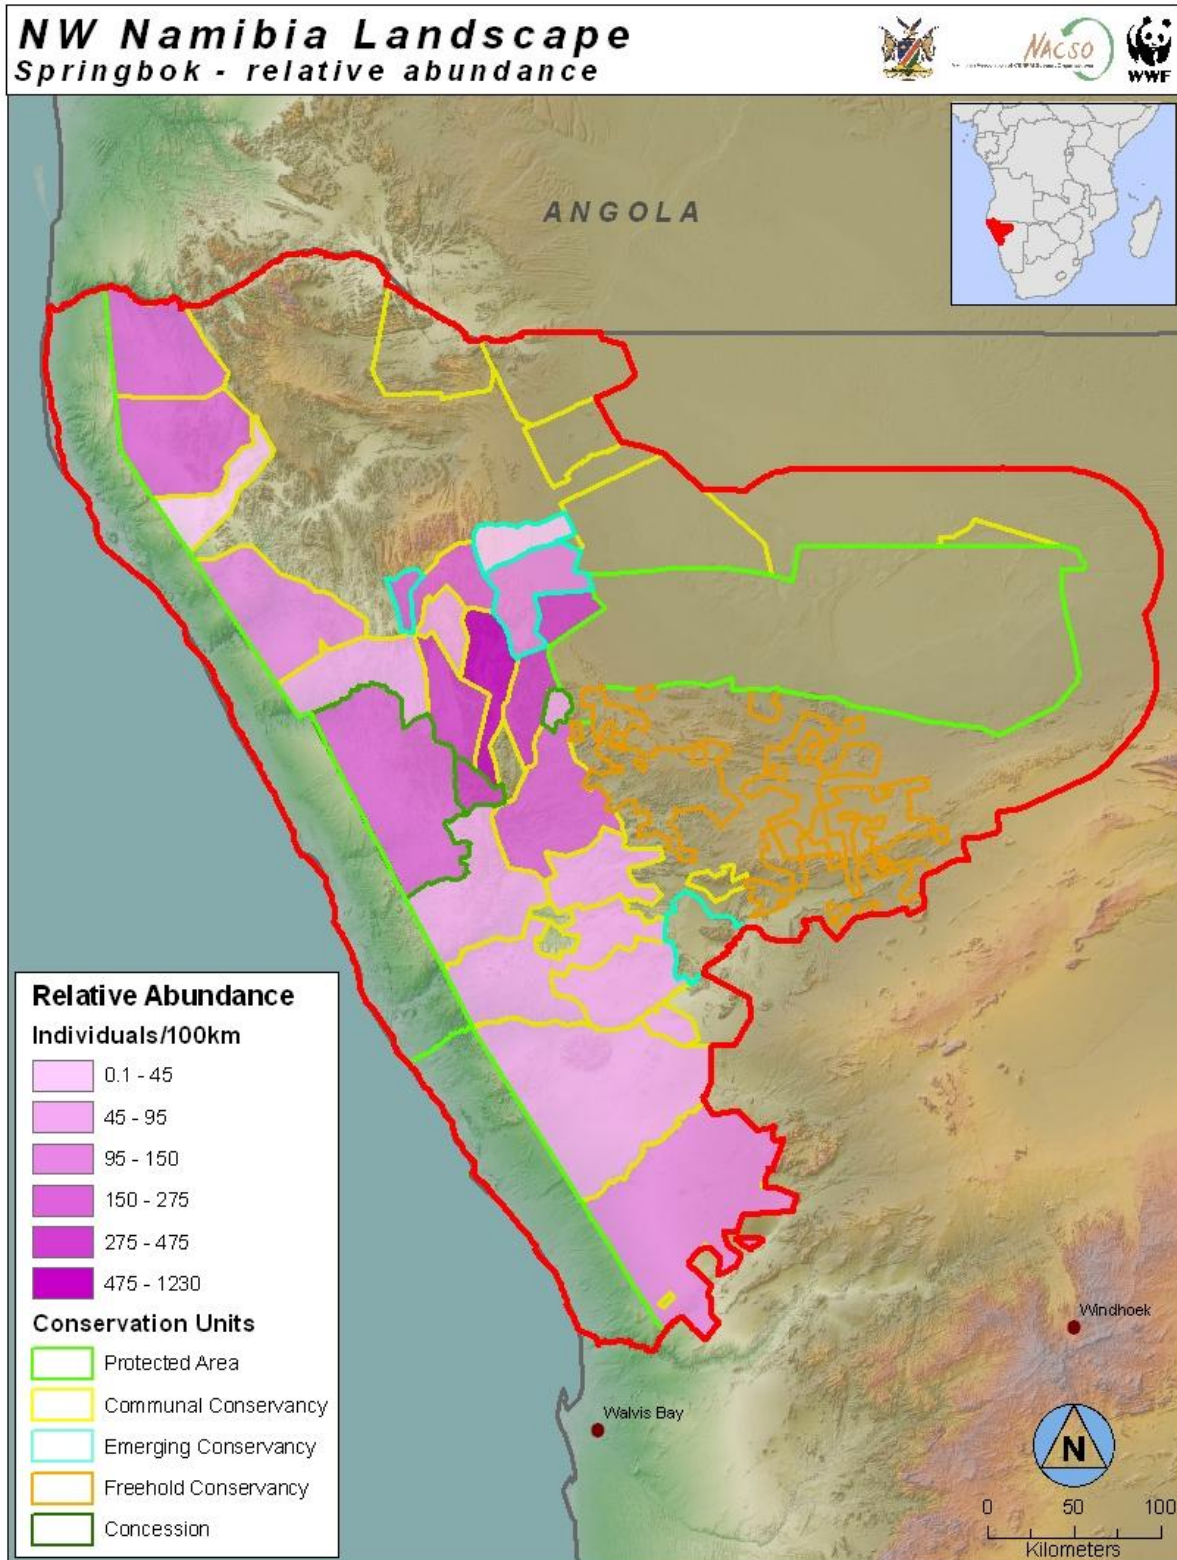 NW Namibia Landscape
Springbok - relative abundance
NACSO
WWF
ANGOLA
Relative Abundance
Individuals/100km
0.1 - 45
45 - 95
95 - 150
150 - 275
275 - 475
475 - 1230
Conservation Units
Protected Area
Communal Conservancy
Emerging Conservancy
Freehold Conservancy
Concession
Windhoek
Walvis Bay
N
0 50 100
Kilometers